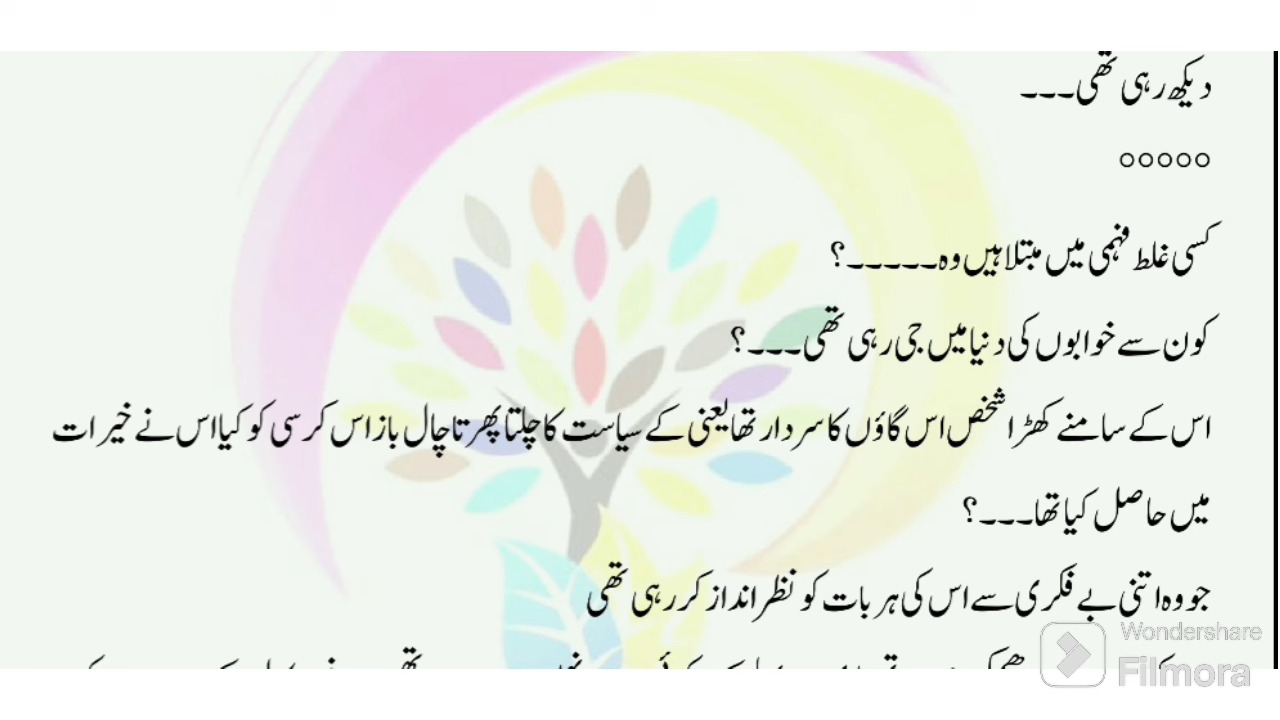 دیکھ رہی تھی۔۔۔
○○○○○
کسی غلط فہمی میں مبتلا ہیں وہ۔۔۔۔۔؟
کون سے خوابوں کی دنیا میں جی رہی تھی۔۔۔؟
اس کے سامنے کھڑا شخص اس گاؤں کا سردار تھا یعنی کے سیاست کا چلتا پھرتا چال باز اس کرسی کو کیا اس نے خیرات
میں حاصل کیا تھا۔۔۔؟
جو وہ اتنی بے فکری سے اس کی ہر بات کو نظر انداز کر رہی تھی
Wondershare
Filmora